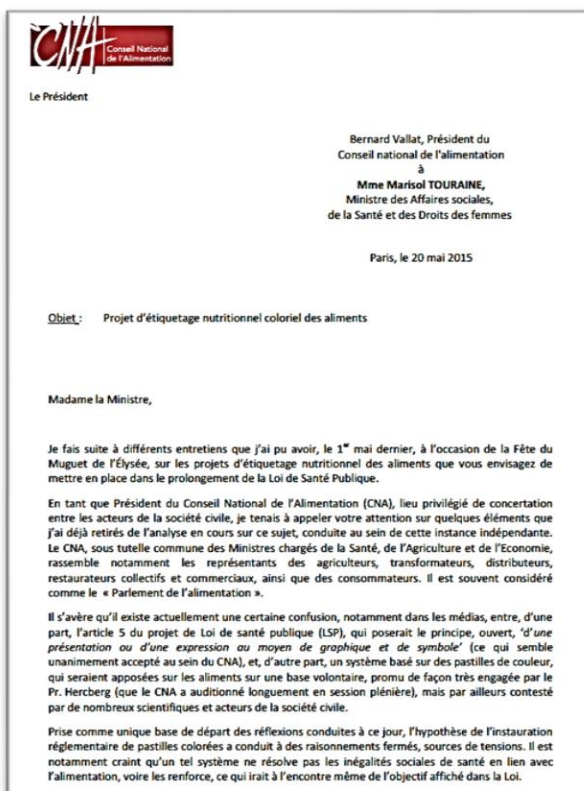 CNA
Conseil National
de l'Alimentation
Le Président
Bernard Vallat, Président du
Conseil national de l'alimentation
à
Mme Marisol TOURAINE,
Ministre des Affaires sociales,
de la Santé et des Droits des femmes
Paris, le 20 mai 2015
Objet : Projet d'étiquetage nutritionnel coloriel des aliments
Madame la Ministre,
Je fais suite à différents entretiens que j'ai pu avoir, le 1er mai dernier, à l'occasion de la Fête du
Muguet de l'Élysée, sur les projets d'étiquetage nutritionnel des aliments que vous envisagez de
mettre en place dans le prolongement de la Loi de Santé Publique.
En tant que Président du Conseil National de l'Alimentation (CNA), lieu privilégié de concertation
entre les acteurs de la société civile, je tenais à appeler votre attention sur quelques éléments que
j'ai déjà retirés de l'analyse en cours sur ce sujet, conduite au sein de cette instance indépendante.
Le CNA, sous tutelle commune des Ministres chargés de la Santé, de l'Agriculture et de l'Economie,
rassemble notamment les représentants des agriculteurs, transformateurs, distributeurs,
restaurateurs collectifs et commerciaux, ainsi que des consommateurs. Il est souvent considéré
comme le « Parlement de l'alimentation ».
Il s'avère qu'il existe actuellement une certaine confusion, notamment dans les médias, entre, d'une
part, l'article 5 du projet de Loi de santé publique (LSP), qui poserait le principe, ouvert, 'd'une
présentation ou d'une expression au moyen de graphique et de symbole' (ce qui semble
unanimement accepté au sein du CNA), et, d'autre part, un système basé sur des pastilles de couleur,
qui seraient apposées sur les aliments sur une base volontaire, promu de façon très engagée par le
Pr. Hercberg (que le CNA a auditionné longuement en session plénière), mais par ailleurs contesté
par de nombreux scientifiques et acteurs de la société civile.
Prise comme unique base de départ des réflexions conduites à ce jour, l'hypothèse de l'instauration
réglementaire de pastilles colorées a conduit à des raisonnements fermés, sources de tensions. Il est
notamment craint qu'un tel système ne résolve pas les inégalités sociales de santé en lien avec
l'alimentation, voire les renforce, ce qui irait à l'encontre même de l'objectif affiché dans la Loi.